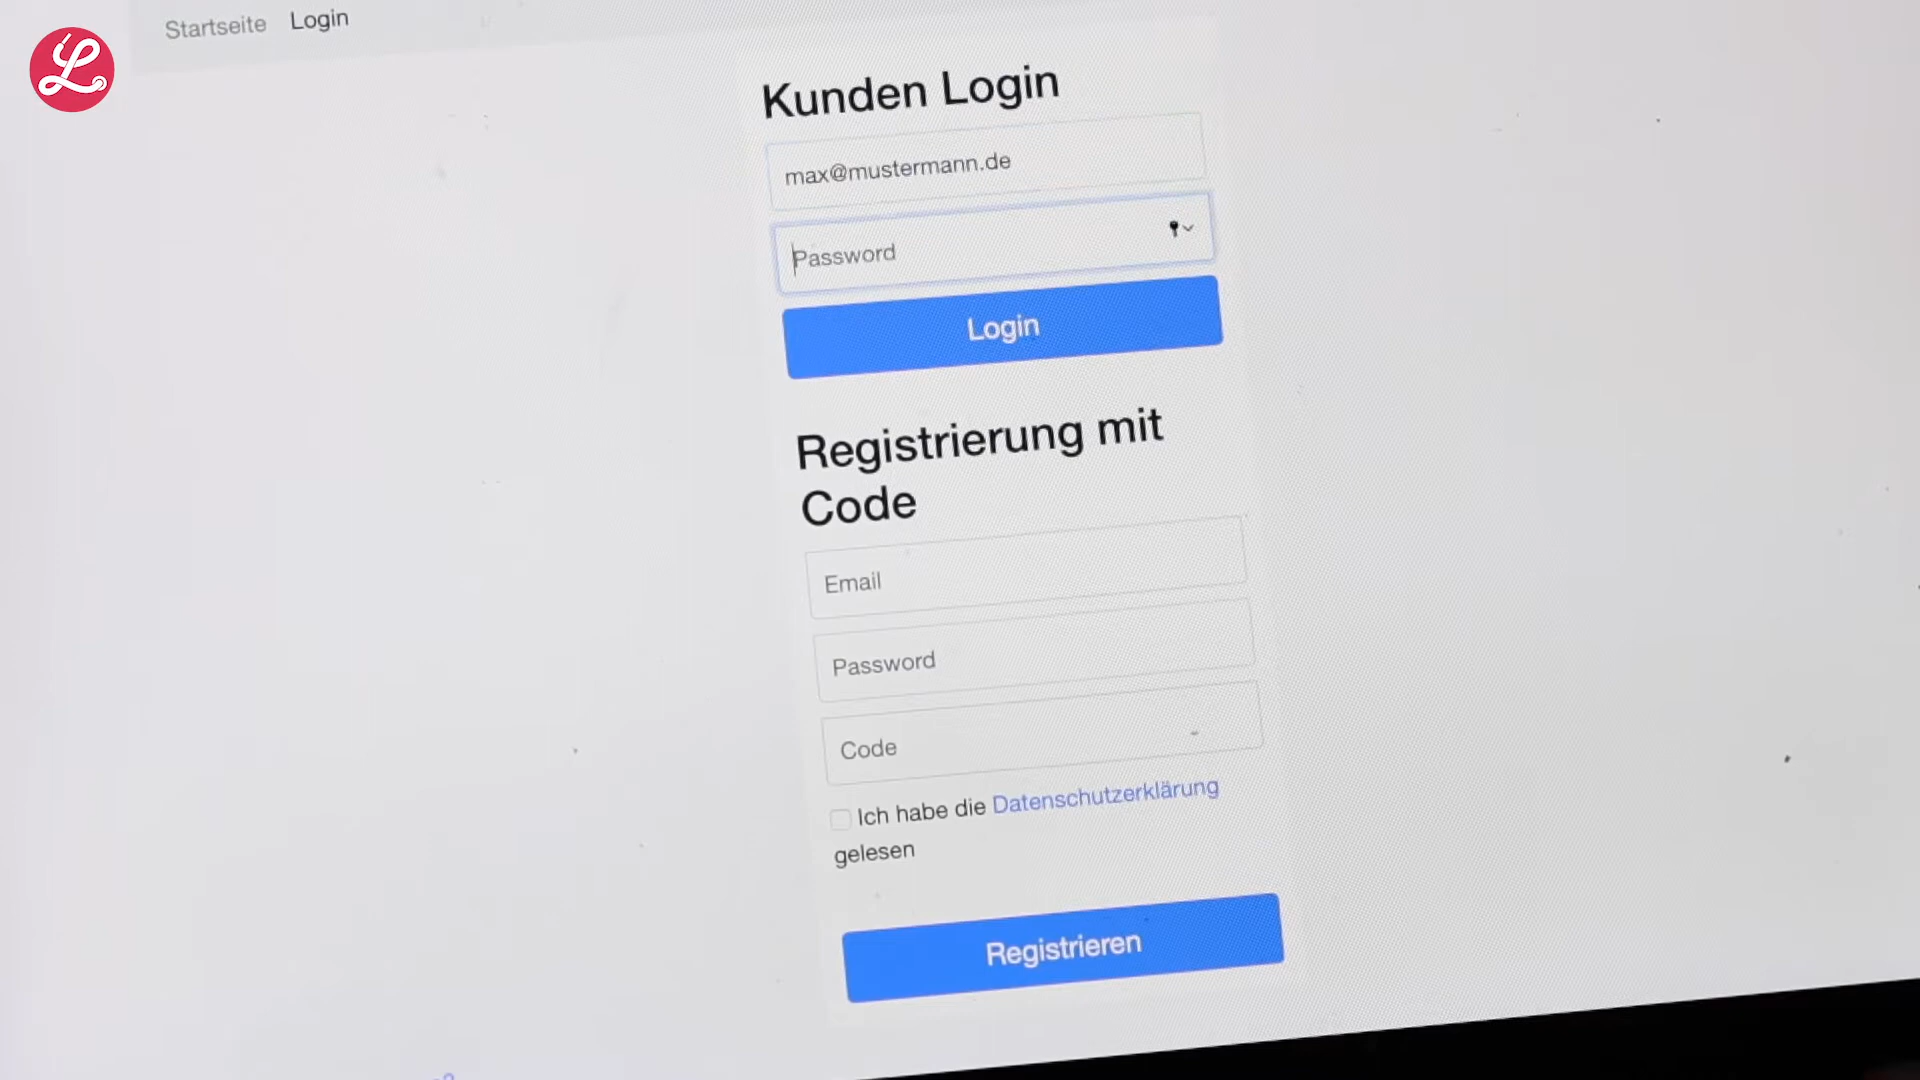 Startseite Login
Kunden Login
max@mustermann.de
Password
Login
Registrierung mit
Code
Email
Password
Code
Ich habe die Datenschutzerklärung
gelesen
Registrieren